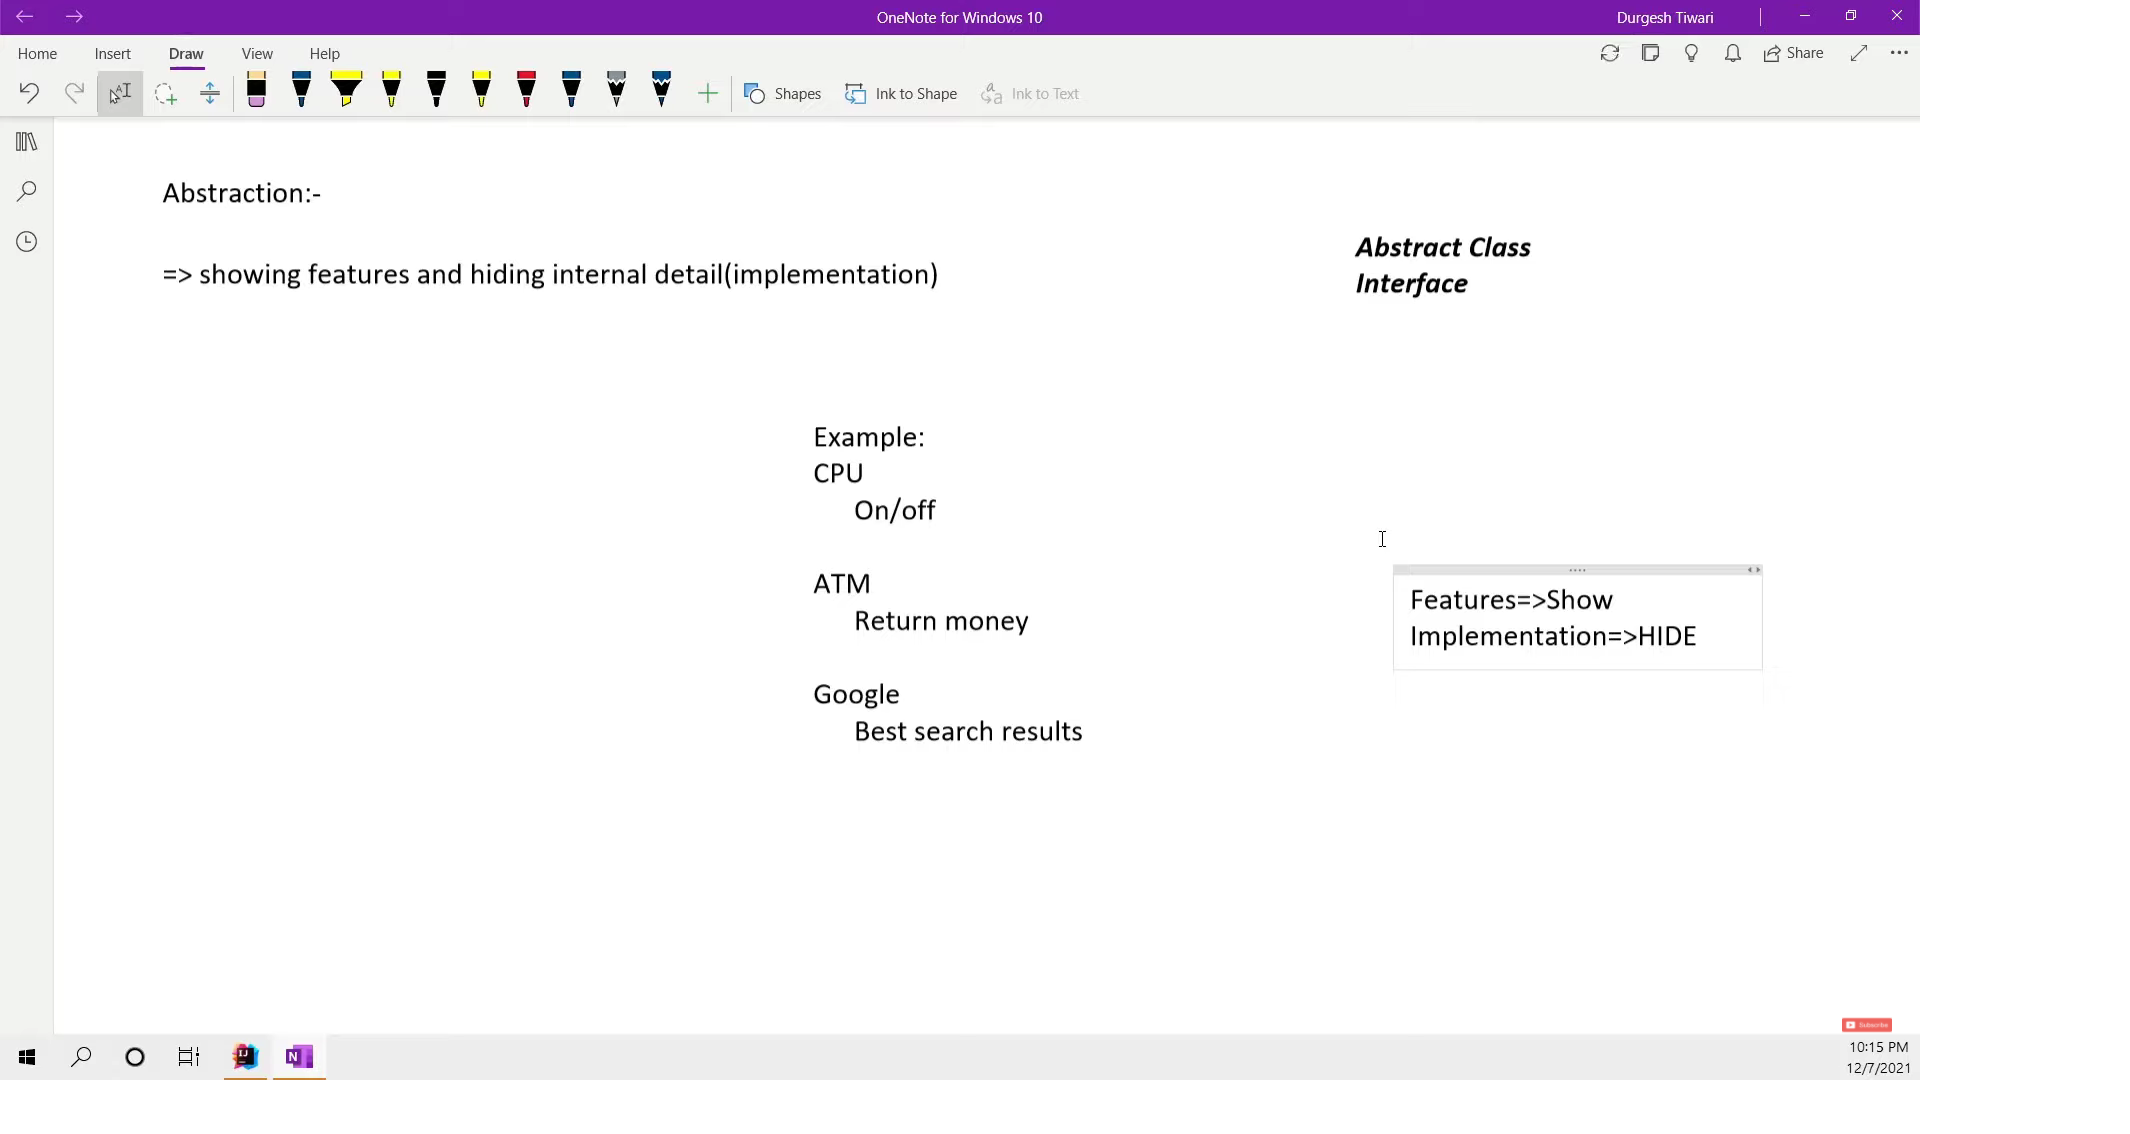 OneNote for Windows 10
Durgesh Tiwari
Home Insert Draw View Help
Share
Shapes
Ink to Shape
Ink to Text
Abstraction:-
=> showing features and hiding internal detail(implementation)
Abstract Class
Interface
Example:
CPU
On/off
ATM
Return money
Google
Best search results
Features=>Show
Implementation=>HIDE
Subscribe
10:15 PM
12/7/2021